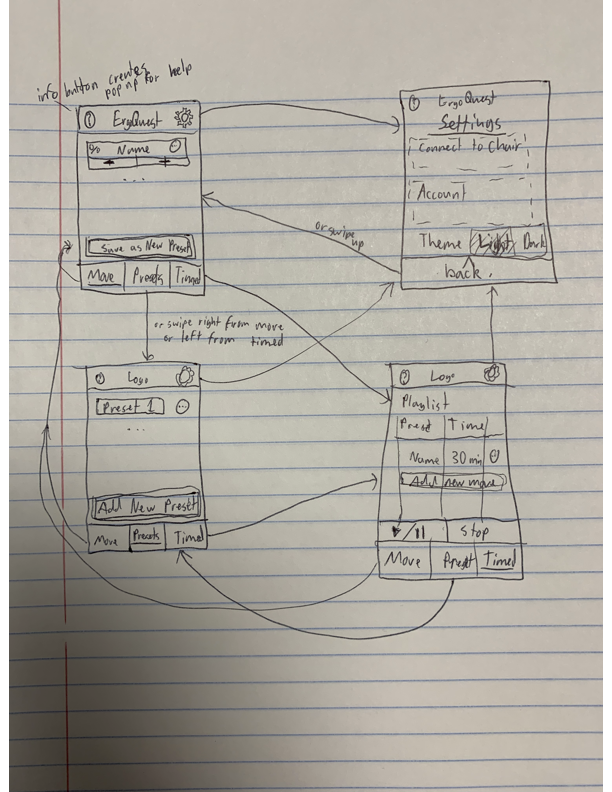 info button creates
popup for help
ErgoQuest
Name
- +
...
Save as New Preset
Move Presets Timed
ErgoQuest
Settings
Connect to Chair
Account
Theme Light Dark
back.
or swipe
up
or swipe right from move
or left from timed
Logo
Preset 1
...
Add New Preset
Move Presets Timed
Logo
Playlist
Preset Time
Name 30 min
Add new move
Stop
Move Preset Timed